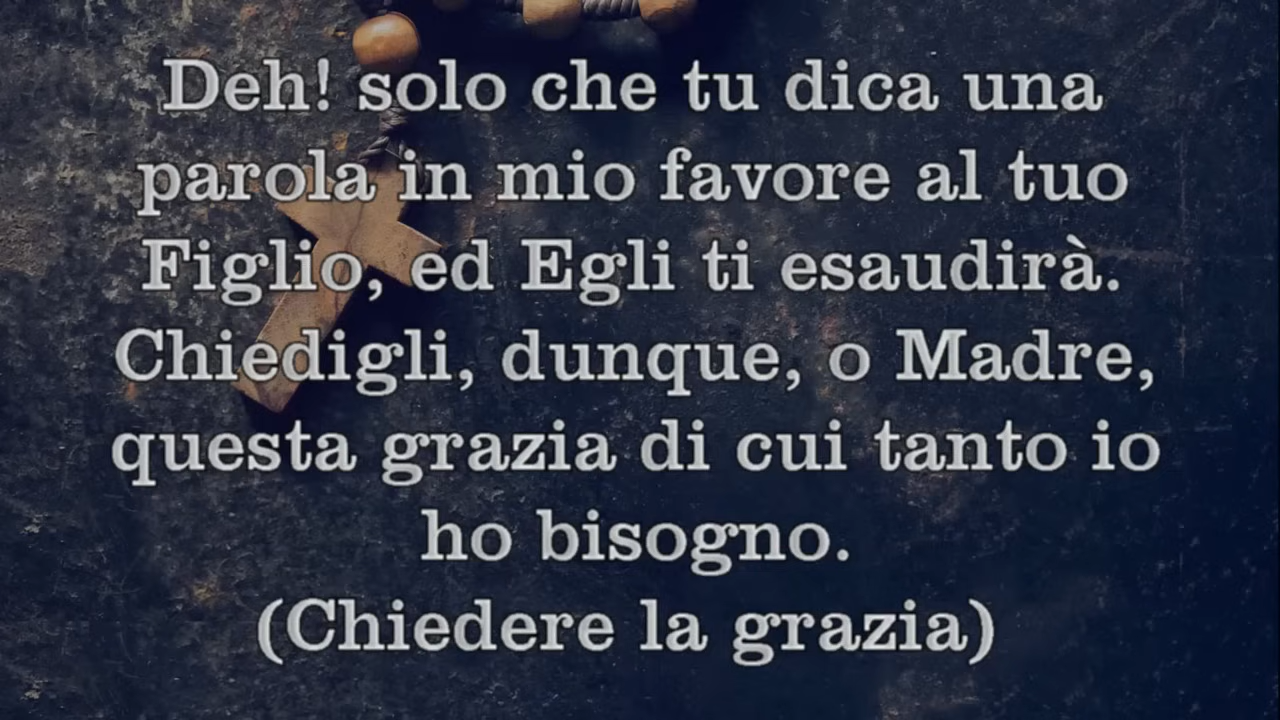 Deh! solo che tu dica una
parola in mio favore al tuo
Figlio, ed Egli ti esaudirà.
Chiedigli, dunque, o Madre,
questa grazia di cui tanto io
ho bisogno.
(Chiedere la grazia)